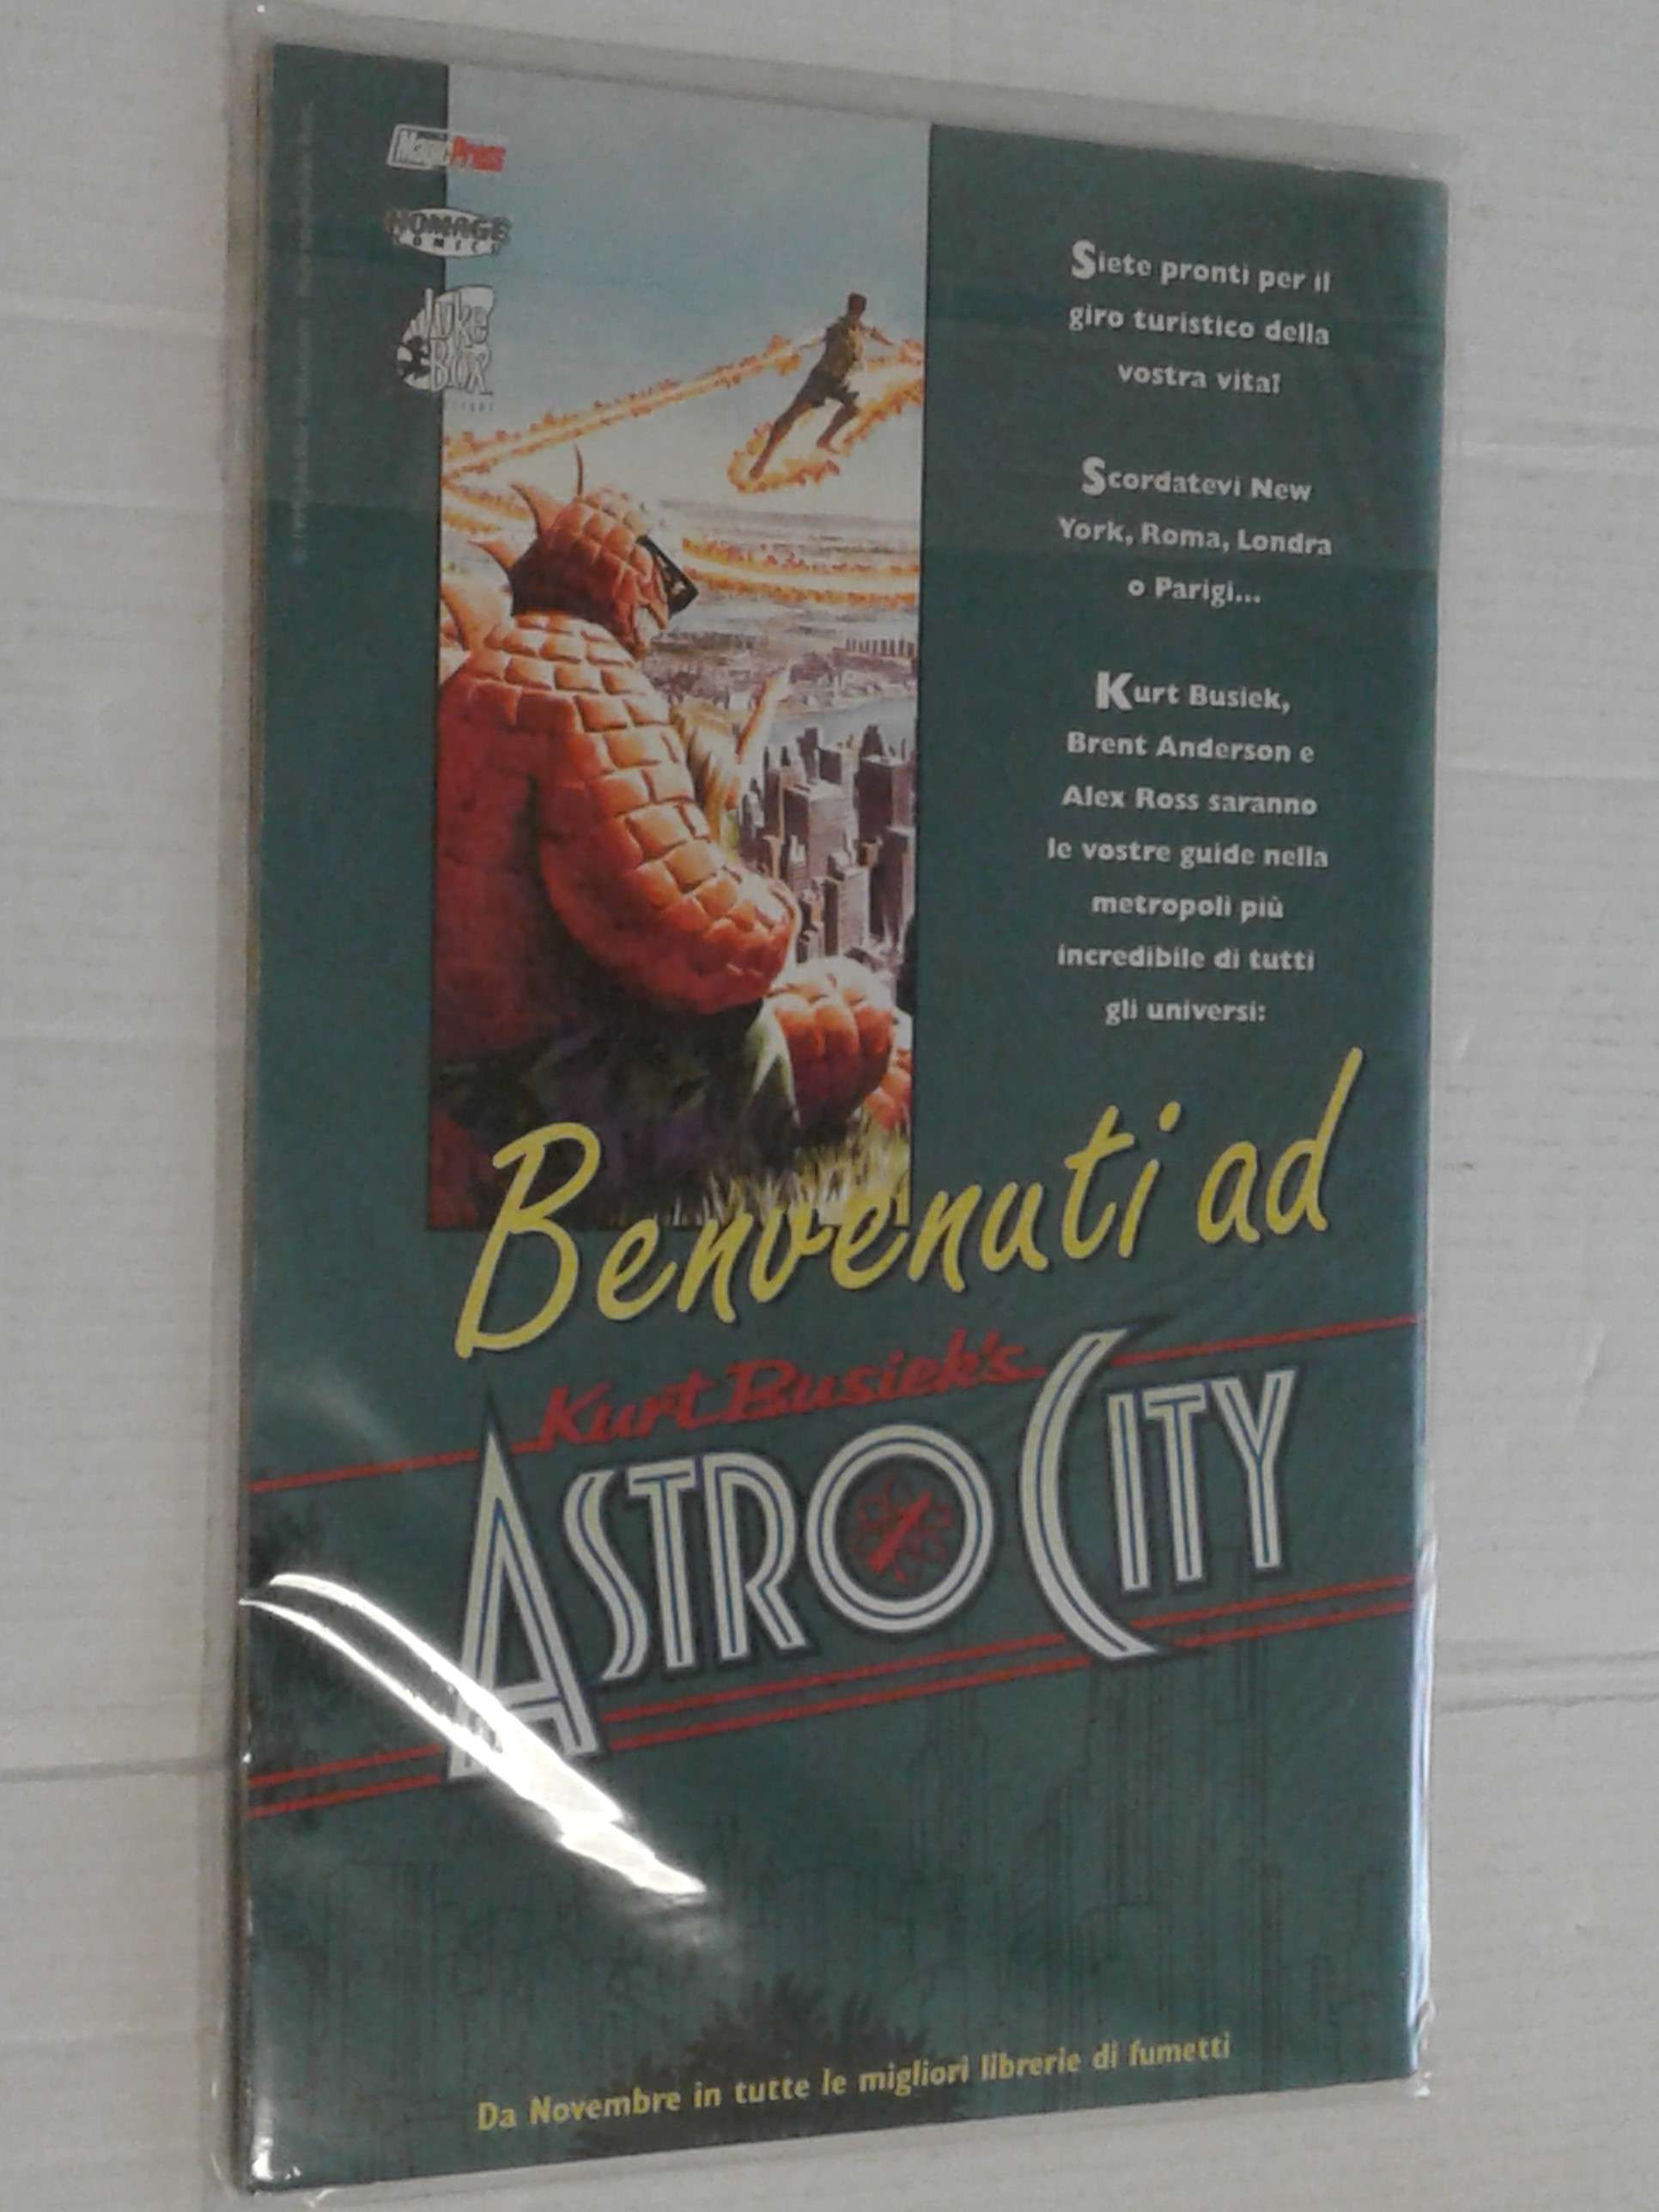 MagicPress
HOMAGE
COMICS
Juke
Box
Siete pronti per il
giro turistico della
vostra vita?
Scordatevi New
York, Roma, Londra
o Parigi...
Kurt Busiek,
Brent Anderson e
Alex Ross saranno
le vostre guide nella
metropoli più
incredibile di tutti
gli universi:
Benvenuti ad
Kurt Busiek's
ASTRO CITY
Da Novembre in tutte le migliori librerie di fumetti